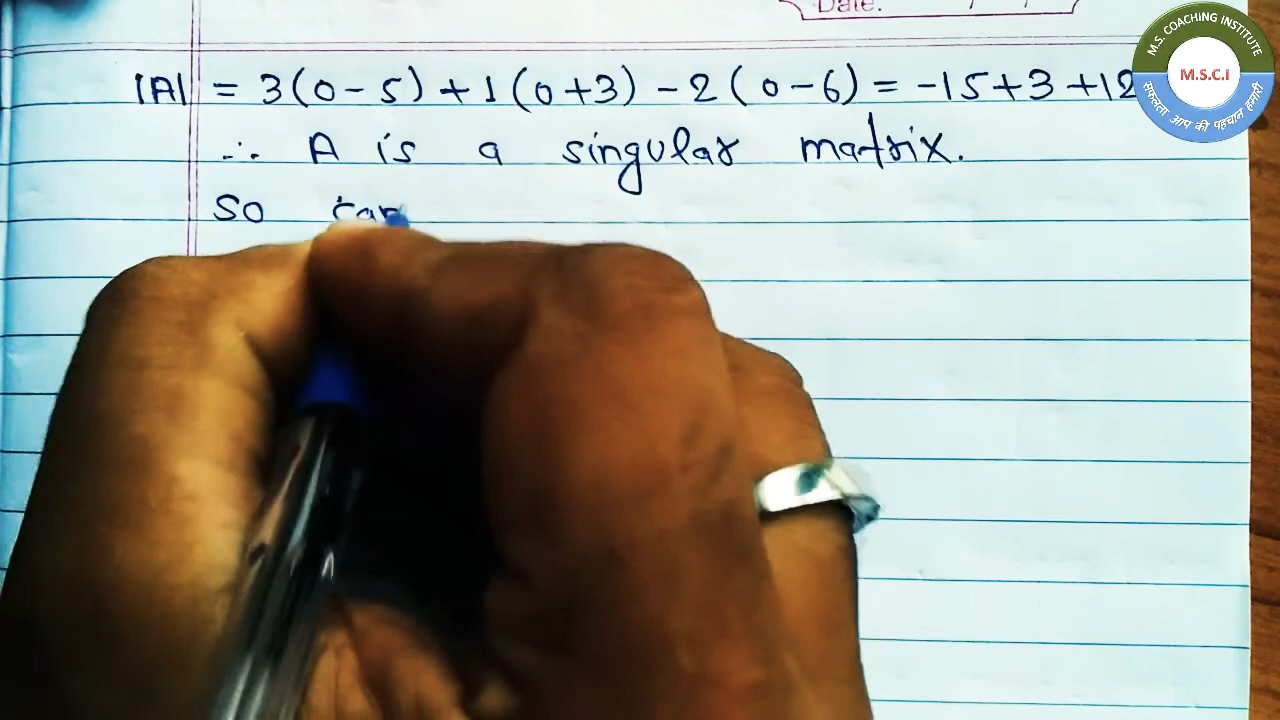 Date.
M.S. COACHING INSTITUTE
M.S.C.I
सफलता आप की पहचान हमारी
|A| = 3(0-5)+1(0+3)-2(0-6)=-15+3+12
∴ A is a singular matrix.
So